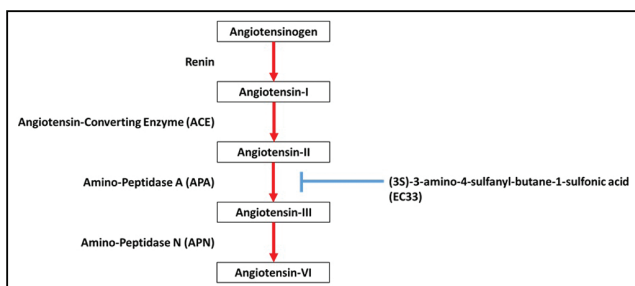 Angiotensinogen
Renin
Angiotensin-I
Angiotensin-Converting Enzyme (ACE)
Angiotensin-II
Amino-Peptidase A (APA)
(3S)-3-amino-4-sulfanyl-butane-1-sulfonic acid
(EC33)
Angiotensin-III
Amino-Peptidase N (APN)
Angiotensin-VI